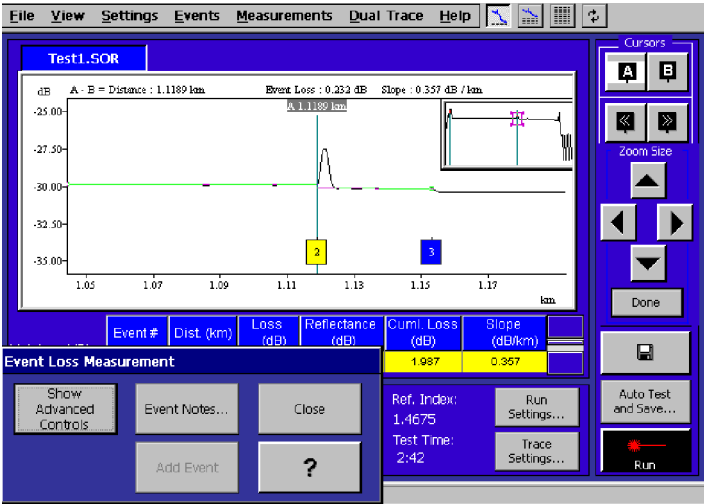 File View Settings Events Measurements Dual Trace Help
Test1.SOR
dB A - B = Distance : 1.1189 km Event Loss : 0.232 dB Slope : 0.357 dB / km
A 1.1189 km
-25.00
-27.50
-30.00
-32.50
-35.00
2
3
1.05 1.07 1.09 1.11 1.13 1.15 1.17
km
Event # Dist. (km) Loss (dB) Reflectance (dB) Cuml. Loss (dB) Slope (dB/km)
1.987 0.357
Event Loss Measurement
Show Advanced Controls
Event Notes...
Close
Add Event
?
Ref. Index:
1.4675
Test Time:
2:42
Run Settings...
Trace Settings...
Cursors
A B
Zoom Size
Done
Auto Test and Save...
Run